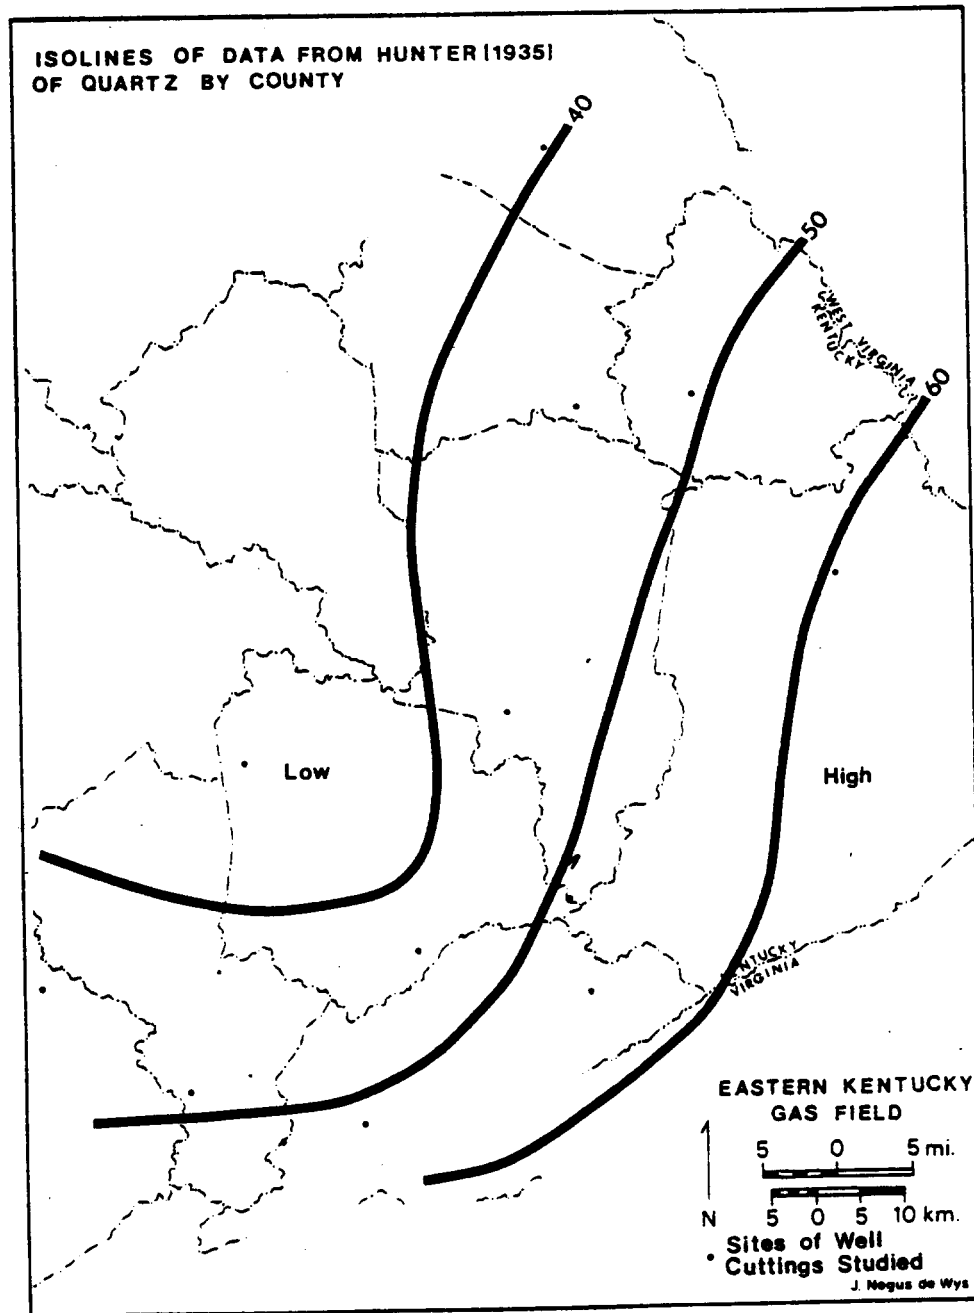 ISOLINES OF DATA FROM HUNTER [1935]
OF QUARTZ BY COUNTY
40
50
WEST VIRGINIA
KENTUCKY
60
Low
High
NTUCKY
VIRGINIA
EASTERN KENTUCKY
GAS FIELD
5 0 5 mi.
N
5 0 5 10 km.
Sites of Well
Cuttings Studied
J. Negus de Wys